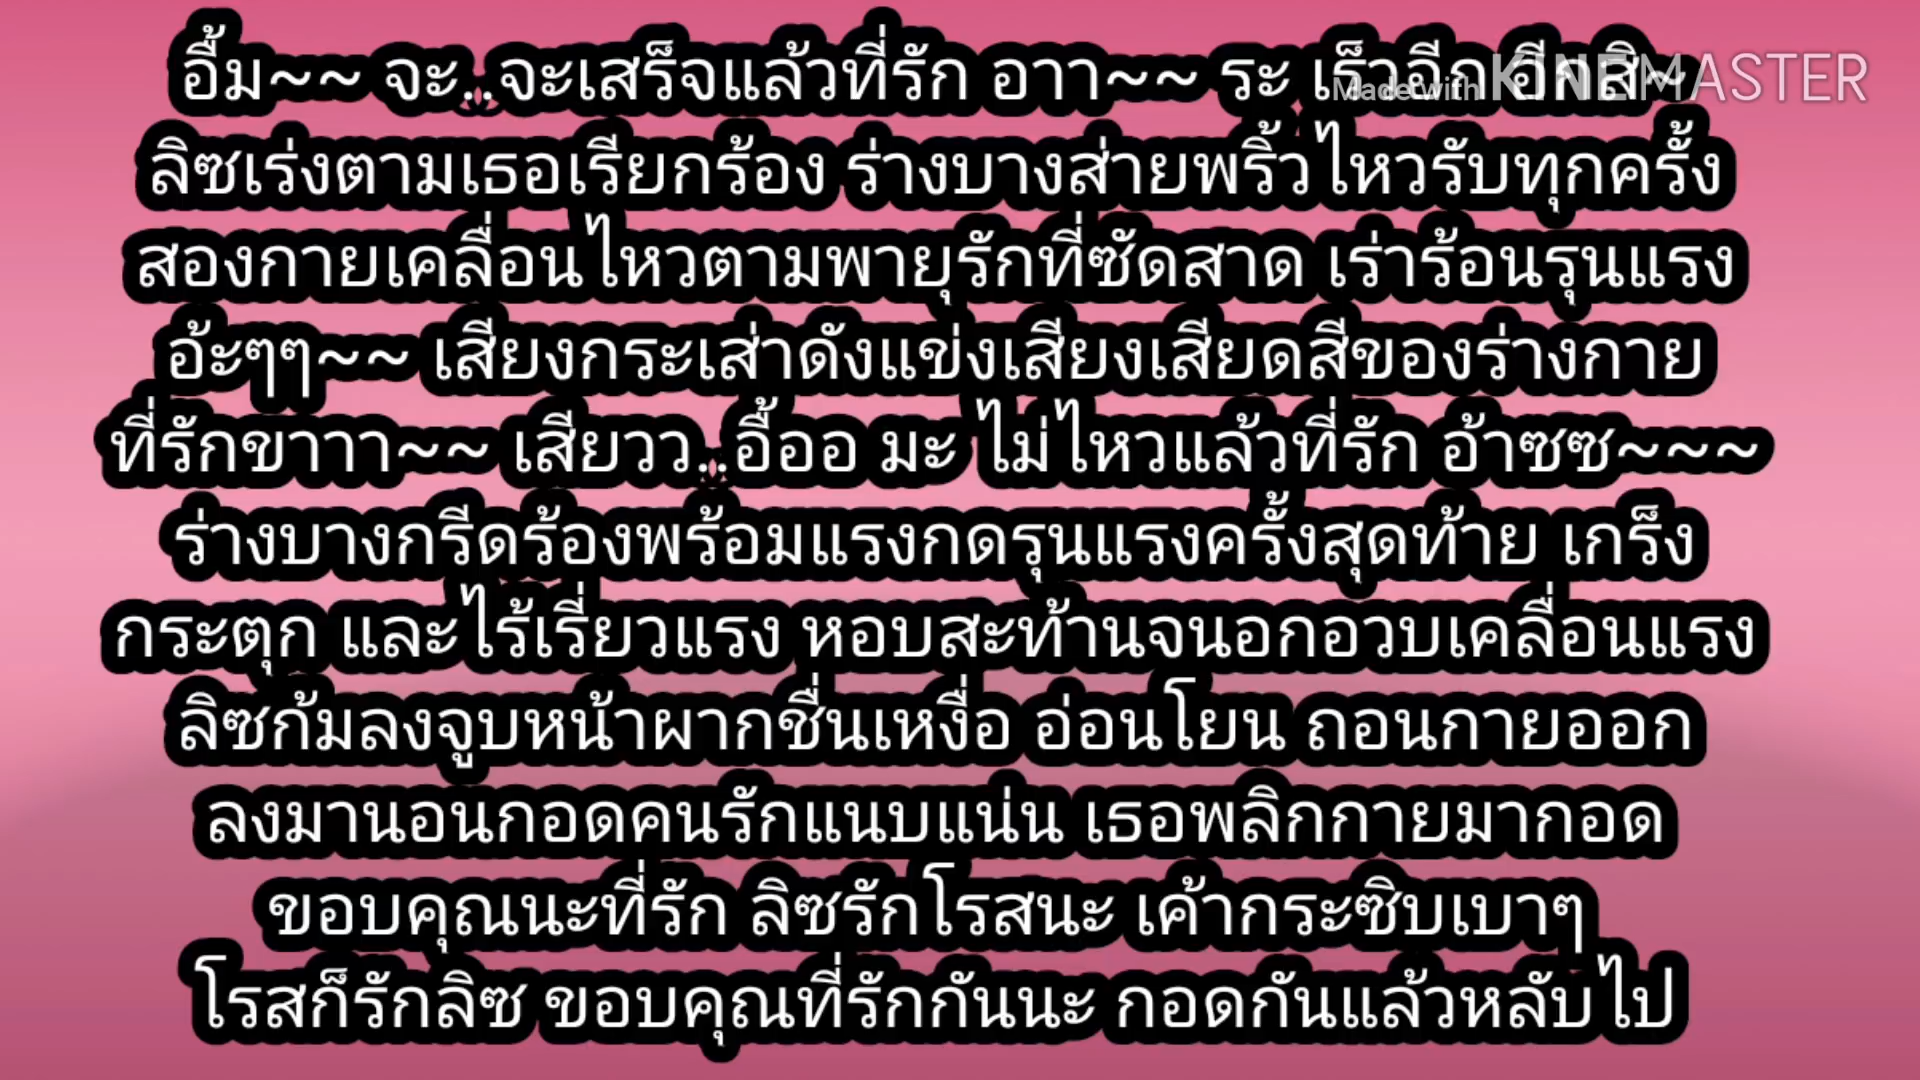 อื้ม~~ จะ..จะเสร็จแล้วที่รัก อาา~~ ระ เร็วอีก อีกสิ~
Made with KINEMASTER
ลิซเร่งตามเธอเรียกร้อง ร่างบางส่ายพริ้วไหวรับทุกครั้ง
สองกายเคลื่อนไหวตามพายุรักที่ซัดสาด เร่าร้อนรุนแรง
อ้ะๆๆ~~ เสียงกระเส่าดังแข่งเสียงเสียดสีของร่างกาย
ที่รักขาาา~~ เสียวว..อื้ออ มะ ไม่ไหวแล้วที่รัก อ้าซซ~~~
ร่างบางกรีดร้องพร้อมแรงกดรุนแรงครั้งสุดท้าย เกร็ง
กระตุก และไร้เรี่ยวแรง หอบสะท้านจนอกอวบเคลื่อนแรง
ลิซก้มลงจูบหน้าผากชื่นเหงื่อ อ่อนโยน ถอนกายออก
ลงมานอนกอดคนรักแนบแน่น เธอพลิกกายมากอด
ขอบคุณนะที่รัก ลิซรักโรสนะ เค้ากระซิบเบาๆ
โรสก็รักลิซ ขอบคุณที่รักกันนะ กอดกันแล้วหลับไป